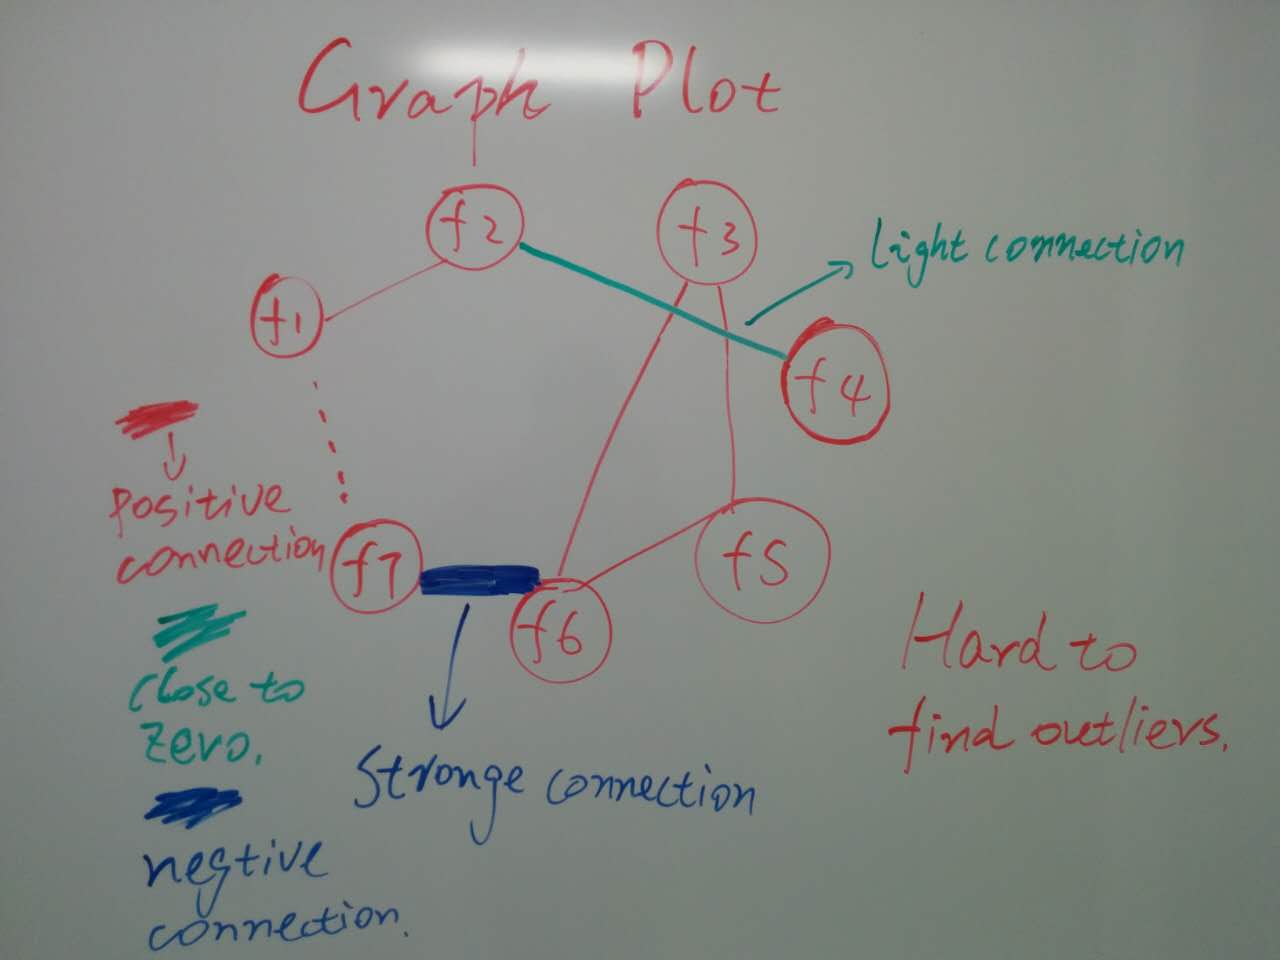 Graph Plot
f2
f3
light connection
f1
f4
Positive
connection
f7
f5
f6
Hard to
find outliers.
Close to
zero.
Stronge connection
negtive
connection.